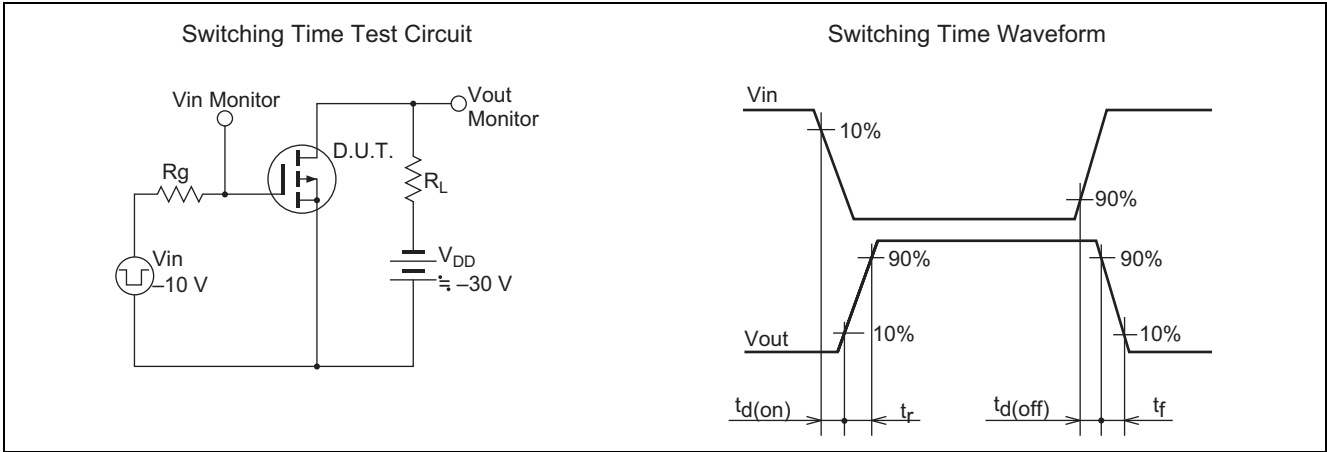 Switching Time Test Circuit
Vin Monitor
Vout
Monitor
D.U.T.
Rg
RL
Vin
–10 V
VDD
≒ –30 V
Switching Time Waveform
Vin
10%
90%
90%
90%
10%
10%
Vout
td(on)
tr
td(off)
tf